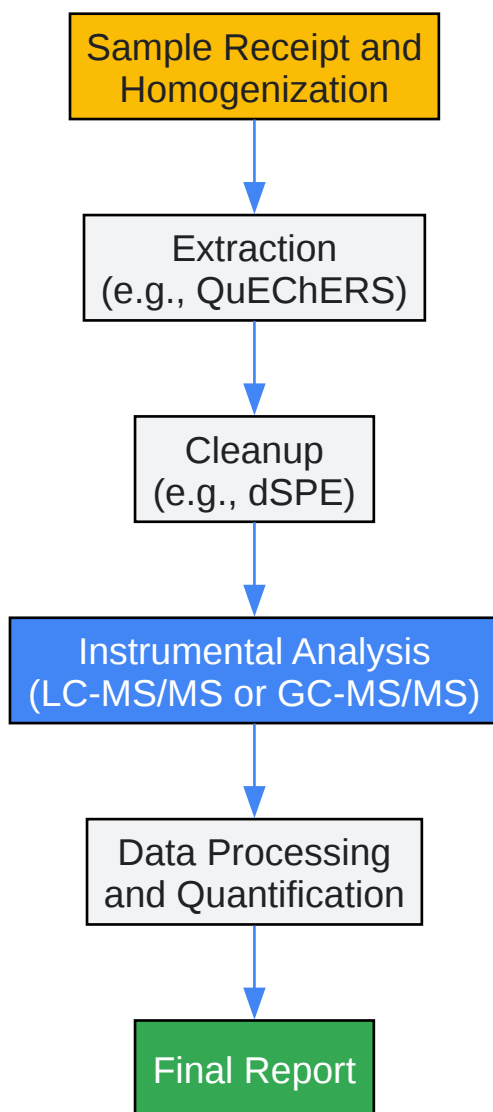 Sample Receipt and
Homogenization
Extraction
(e.g., QuEChERS)
Cleanup
(e.g., dSPE)
Instrumental Analysis
(LC-MS/MS or GC-MS/MS)
Data Processing
and Quantification
Final Report